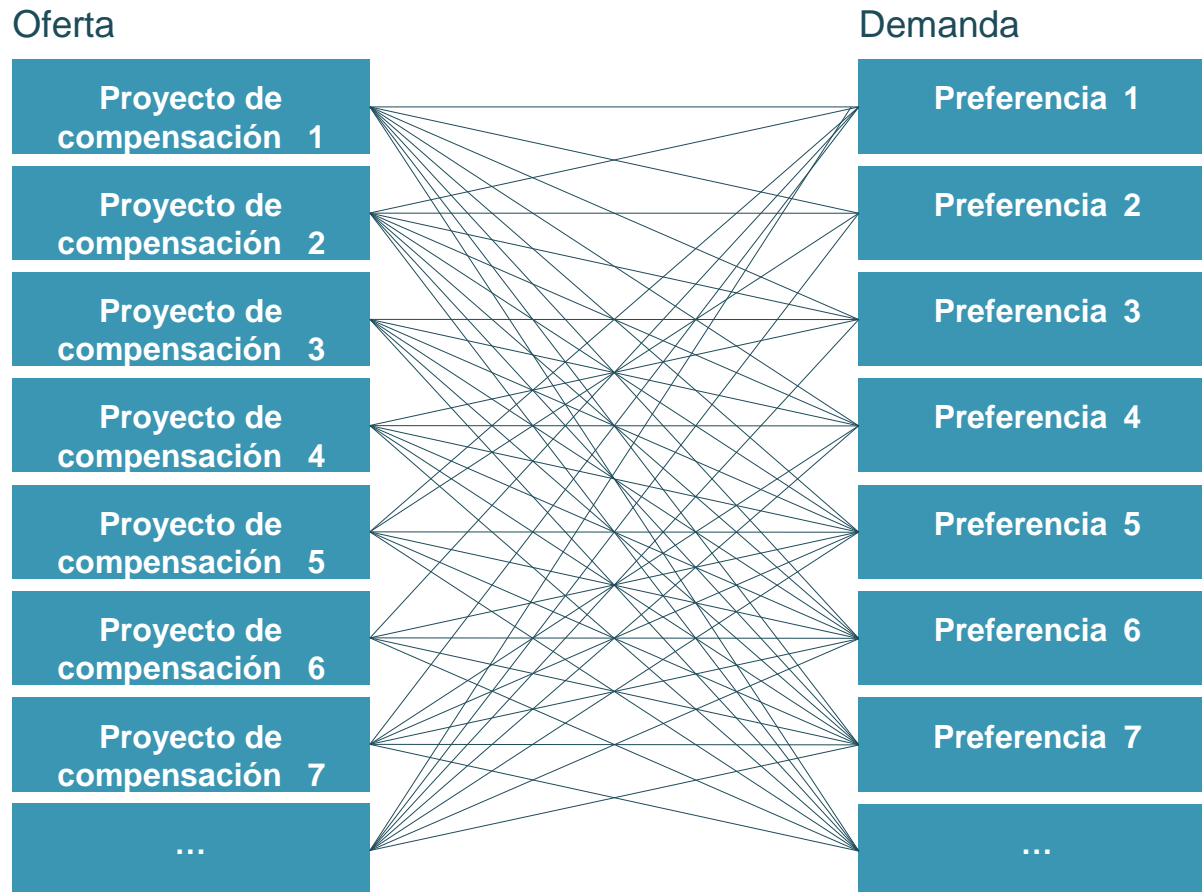 Oferta
Proyecto de
compensación 1
Proyecto de
compensación 2
Proyecto de
compensación 3
Proyecto de
compensación 4
Proyecto de
compensación 5
Proyecto de
compensación 6
Proyecto de
compensación 7
…
Demanda
Preferencia 1
Preferencia 2
Preferencia 3
Preferencia 4
Preferencia 5
Preferencia 6
Preferencia 7
…